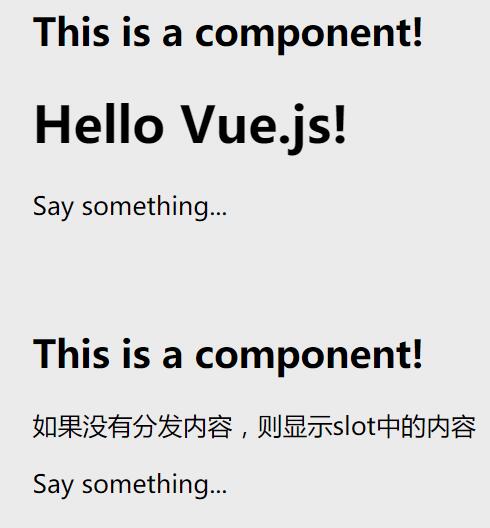 This is a component!
Hello Vue.js!
Say something...
This is a component!
如果没有分发内容，则显示slot中的内容
Say something...